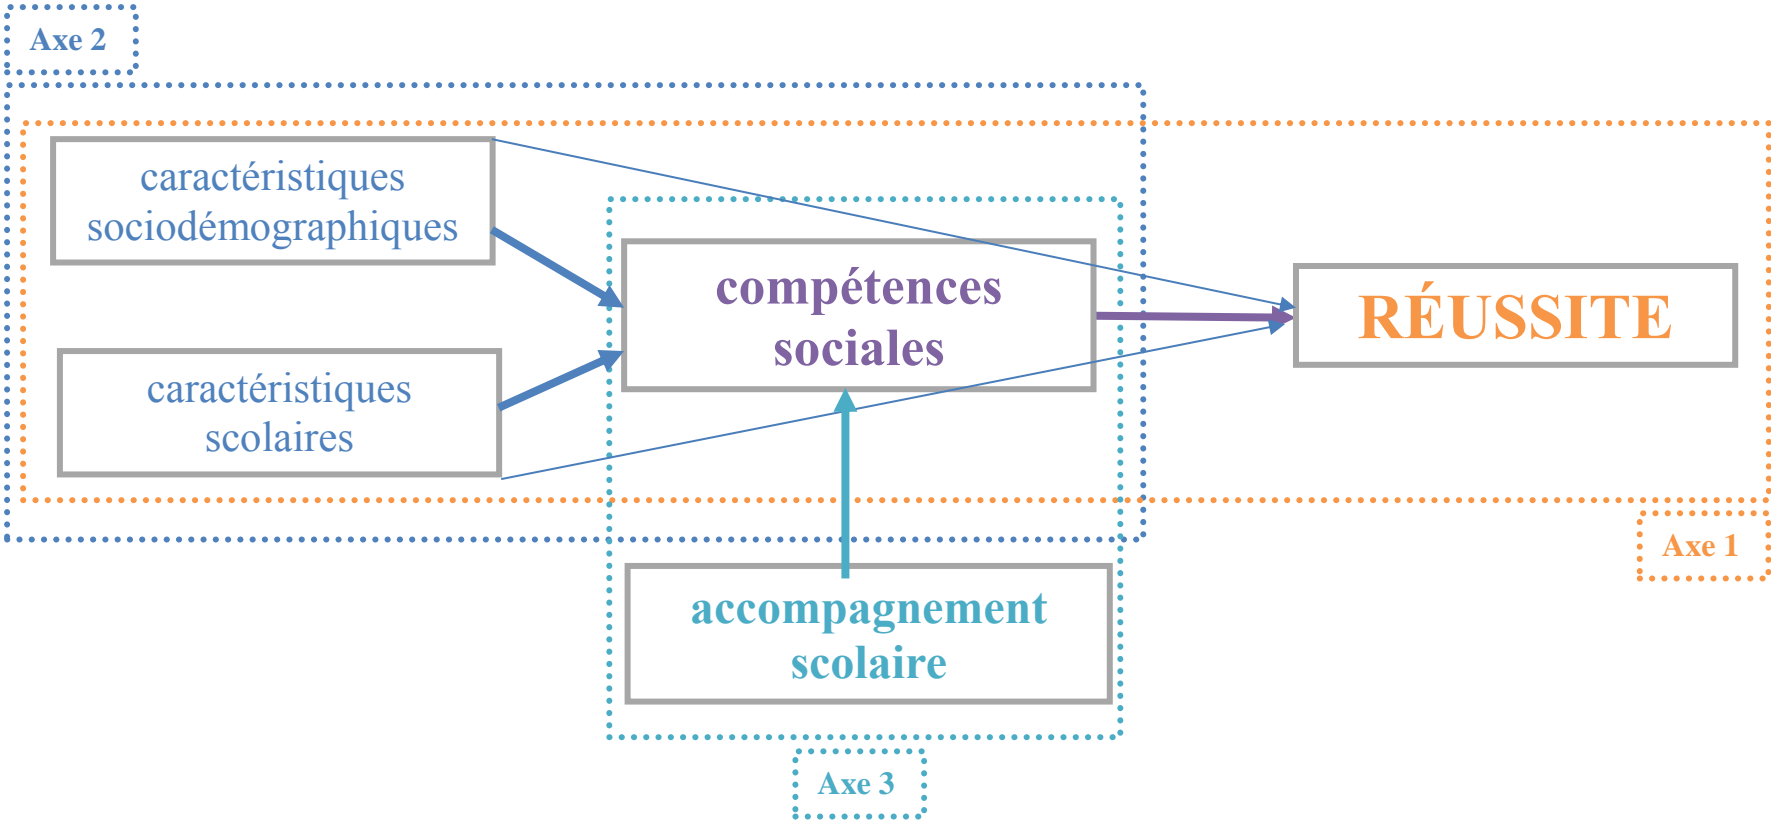 Axe 2
caractéristiques
sociodémographiques
compétences
sociales
RÉUSSITE
caractéristiques
scolaires
Axe 1
accompagnement
scolaire
Axe 3